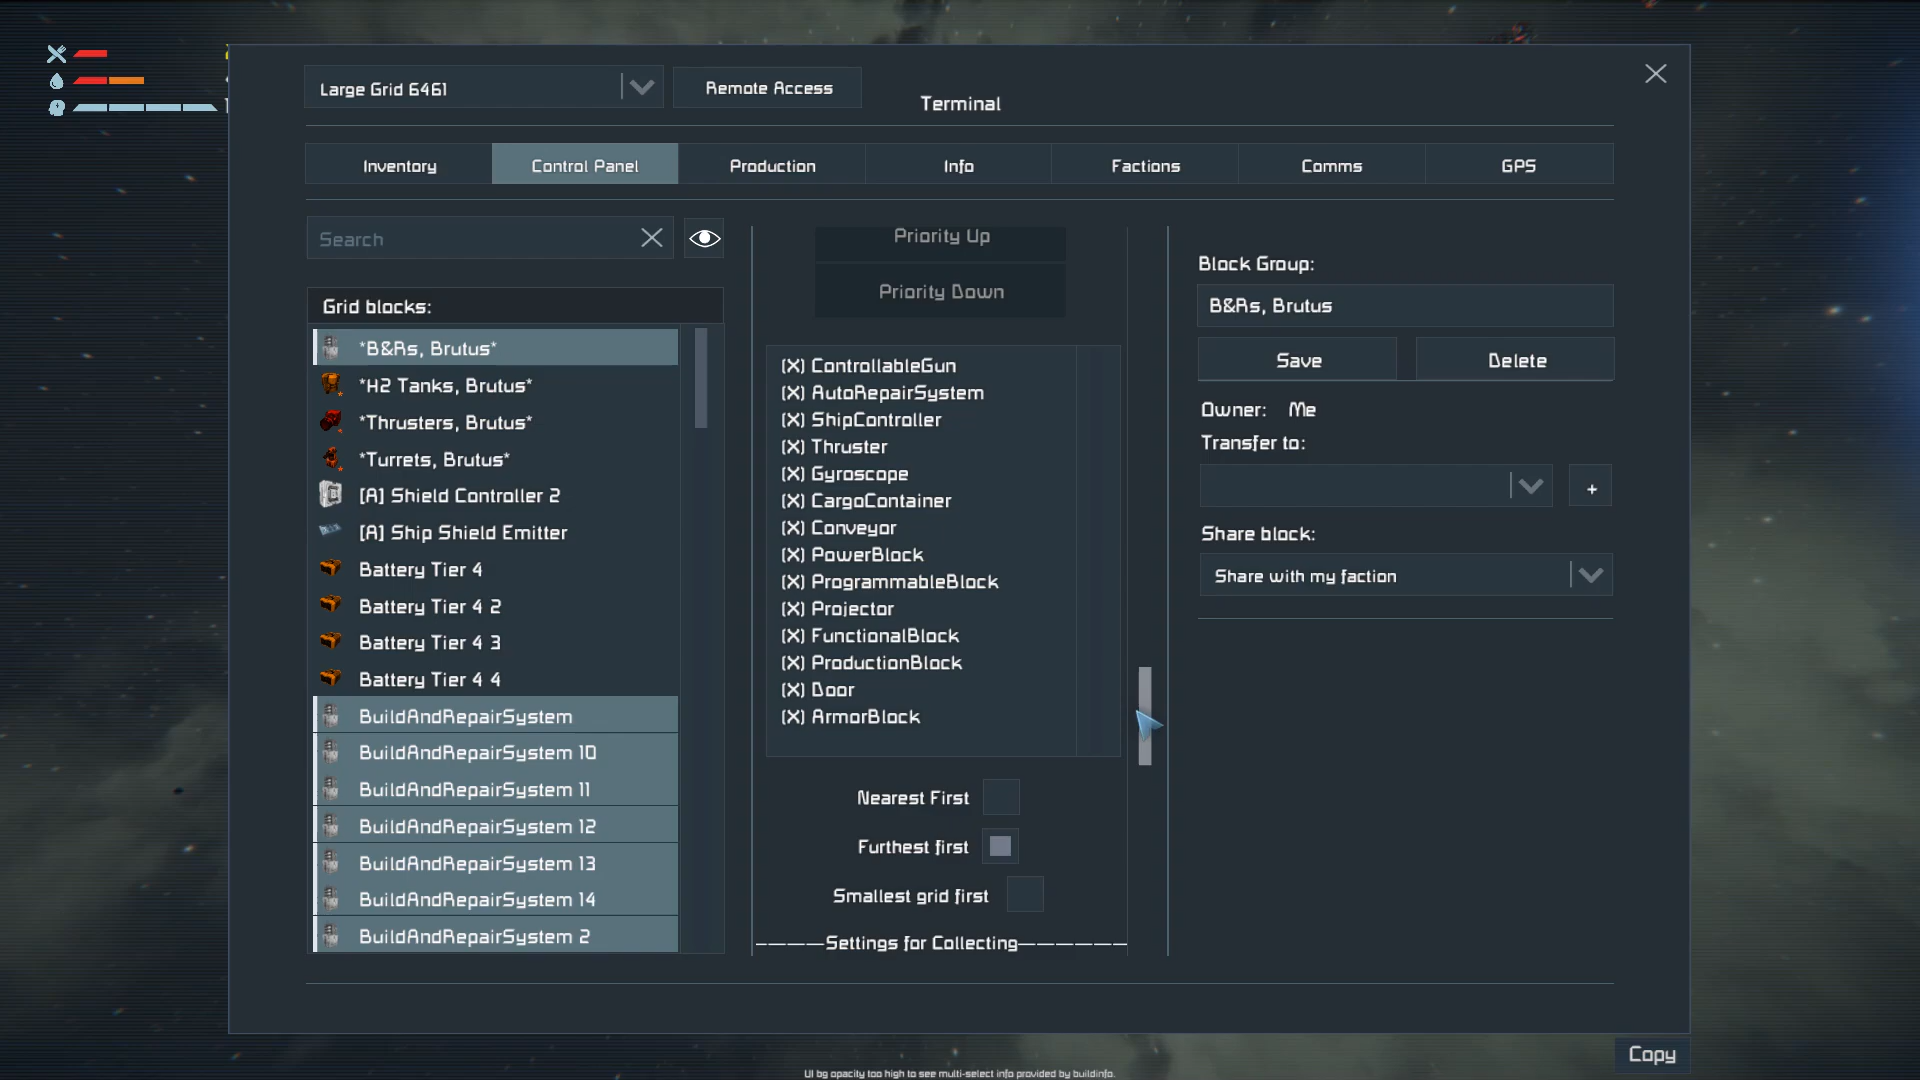 Large Grid 6461
Remote Access
Terminal
Inventory
Control Panel
Production
Info
Factions
Comms
GPS
Search
Grid blocks:
*B&Rs, Brutus*
*H2 Tanks, Brutus*
*Thrusters, Brutus*
*Turrets, Brutus*
[A] Shield Controller 2
[A] Ship Shield Emitter
Battery Tier 4
Battery Tier 4 2
Battery Tier 4 3
Battery Tier 4 4
BuildAndRepairSystem
BuildAndRepairSystem 10
BuildAndRepairSystem 11
BuildAndRepairSystem 12
BuildAndRepairSystem 13
BuildAndRepairSystem 14
BuildAndRepairSystem 2
Priority Up
Priority Down
(X) ControllableGun
(X) AutoRepairSystem
(X) ShipController
(X) Thruster
(X) Gyroscope
(X) CargoContainer
(X) Conveyor
(X) PowerBlock
(X) ProgrammableBlock
(X) Projector
(X) FunctionalBlock
(X) ProductionBlock
(X) Door
(X) ArmorBlock
Nearest First
Furthest first
Smallest grid first
Settings for Collecting
Block Group:
B&Rs, Brutus
Save
Delete
Owner: Me
Transfer to:
+
Share block:
Share with my faction
Copy
UI bg opacity too high to see multi-select info provided by buildinfo.